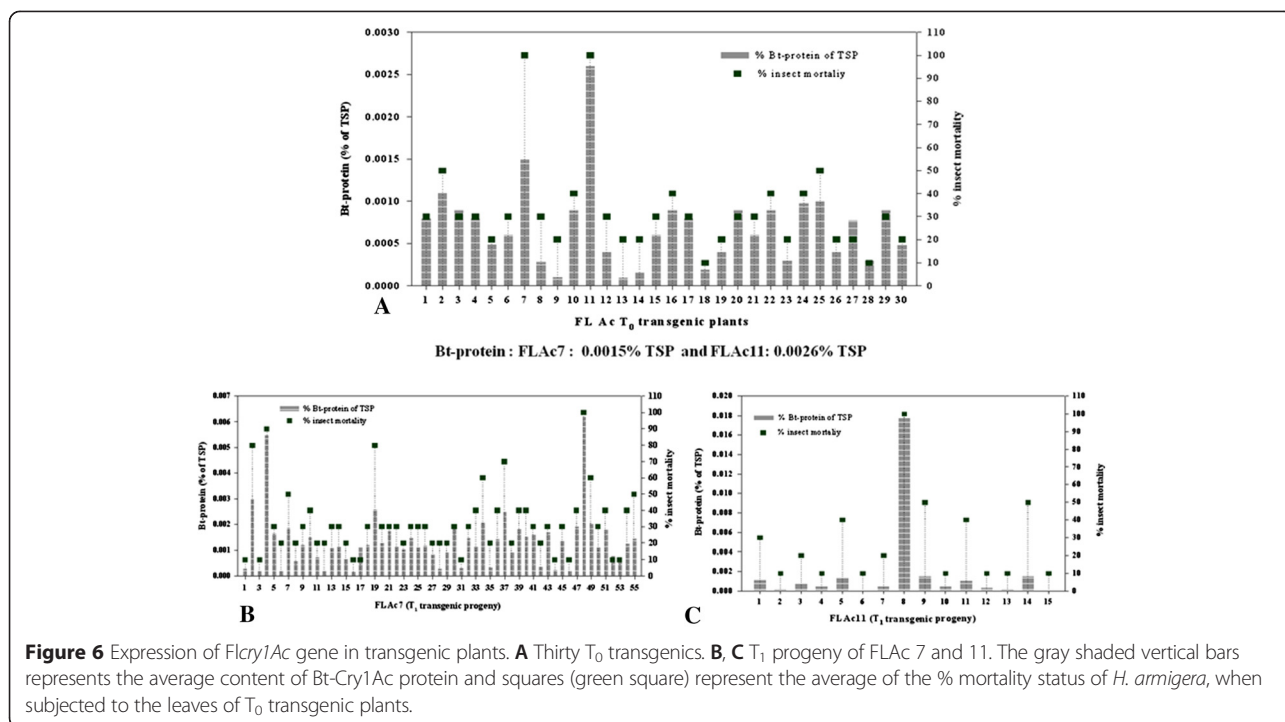 0.0030
0.0025
0.0020
0.0015
0.0010
0.0005
0.0000
Bt-protein (% of TSP)
% Bt-protein of TSP
% insect mortaliy
110
100
90
80
70
60
50
40
30
20
10
0
% insect mortality
1 2 3 4 5 6 7 8 9 10 11 12 13 14 15 16 17 18 19 20 21 22 23 24 25 26 27 28 29 30
A
FL Ac T0 transgenic plants
Bt-protein : FLAc7 : 0.0015% TSP and FLAc11: 0.0026% TSP
0.007
0.006
0.005
0.004
0.003
0.002
0.001
0.000
Bt-protein (% of TSP)
% Bt-protein of TSP
% insect mortality
110
100
90
80
70
60
50
40
30
20
10
0
% insect mortality
1 3 5 7 9 11 13 15 17 19 21 23 25 27 29 31 33 35 37 39 41 43 45 47 49 51 53 55
B
FLAc7 (T1 transgenic progeny)
0.020
0.018
0.016
0.014
0.012
0.010
0.008
0.006
0.004
0.002
0.000
Bt-protein (% of TSP)
% Bt-protein of TSP
% insect mortaliy
110
100
90
80
70
60
50
40
30
20
10
0
% insect mortality
1 2 3 4 5 6 7 8 9 10 11 12 13 14 15
C
FLAc11 (T1 transgenic progeny)
Figure 6 Expression of Flcry1Ac gene in transgenic plants. A Thirty T0 transgenics. B, C T1 progeny of FLAc 7 and 11. The gray shaded vertical bars
represents the average content of Bt-Cry1Ac protein and squares (green square) represent the average of the % mortality status of H. armigera, when
subjected to the leaves of T0 transgenic plants.